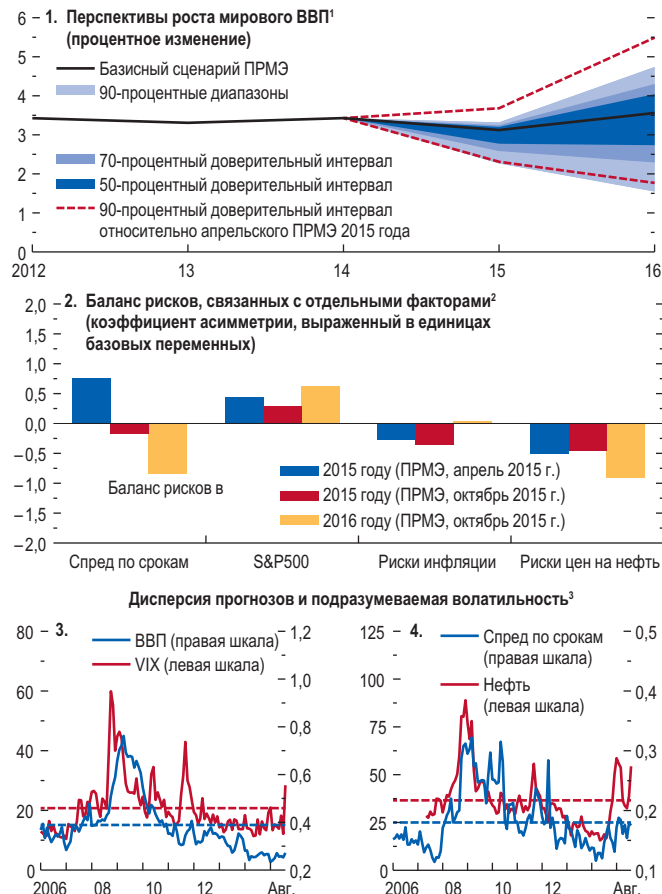 1. Перспективы роста мирового ВВП¹
(процентное изменение)
Базисный сценарий ПРМЭ
90-процентные диапазоны
70-процентный доверительный интервал
50-процентный доверительный интервал
90-процентный доверительный интервал
относительно апрельского ПРМЭ 2015 года
6
5
4
3
2
1
0
2012 13 14 15 16
2. Баланс рисков, связанных с отдельными факторами²
(коэффициент асимметрии, выраженный в единицах
базовых переменных)
2,0
1,5
1,0
0,5
0,0
–0,5
–1,0
–1,5
–2,0
Баланс рисков в
2015 году (ПРМЭ, апрель 2015 г.)
2015 году (ПРМЭ, октябрь 2015 г.)
2016 году (ПРМЭ, октябрь 2015 г.)
Спред по срокам S&P500 Риски инфляции Риски цен на нефть
Дисперсия прогнозов и подразумеваемая волатильность³
3.
ВВП (правая шкала)
VIX (левая шкала)
80
60
40
20
0
1,2
1,0
0,8
0,6
0,4
0,2
2006 08 10 12 Авг.
4.
Спред по срокам
(правая шкала)
Нефть
(левая шкала)
125
100
75
50
25
0
0,5
0,4
0,3
0,2
0,1
2006 08 10 12 Авг.